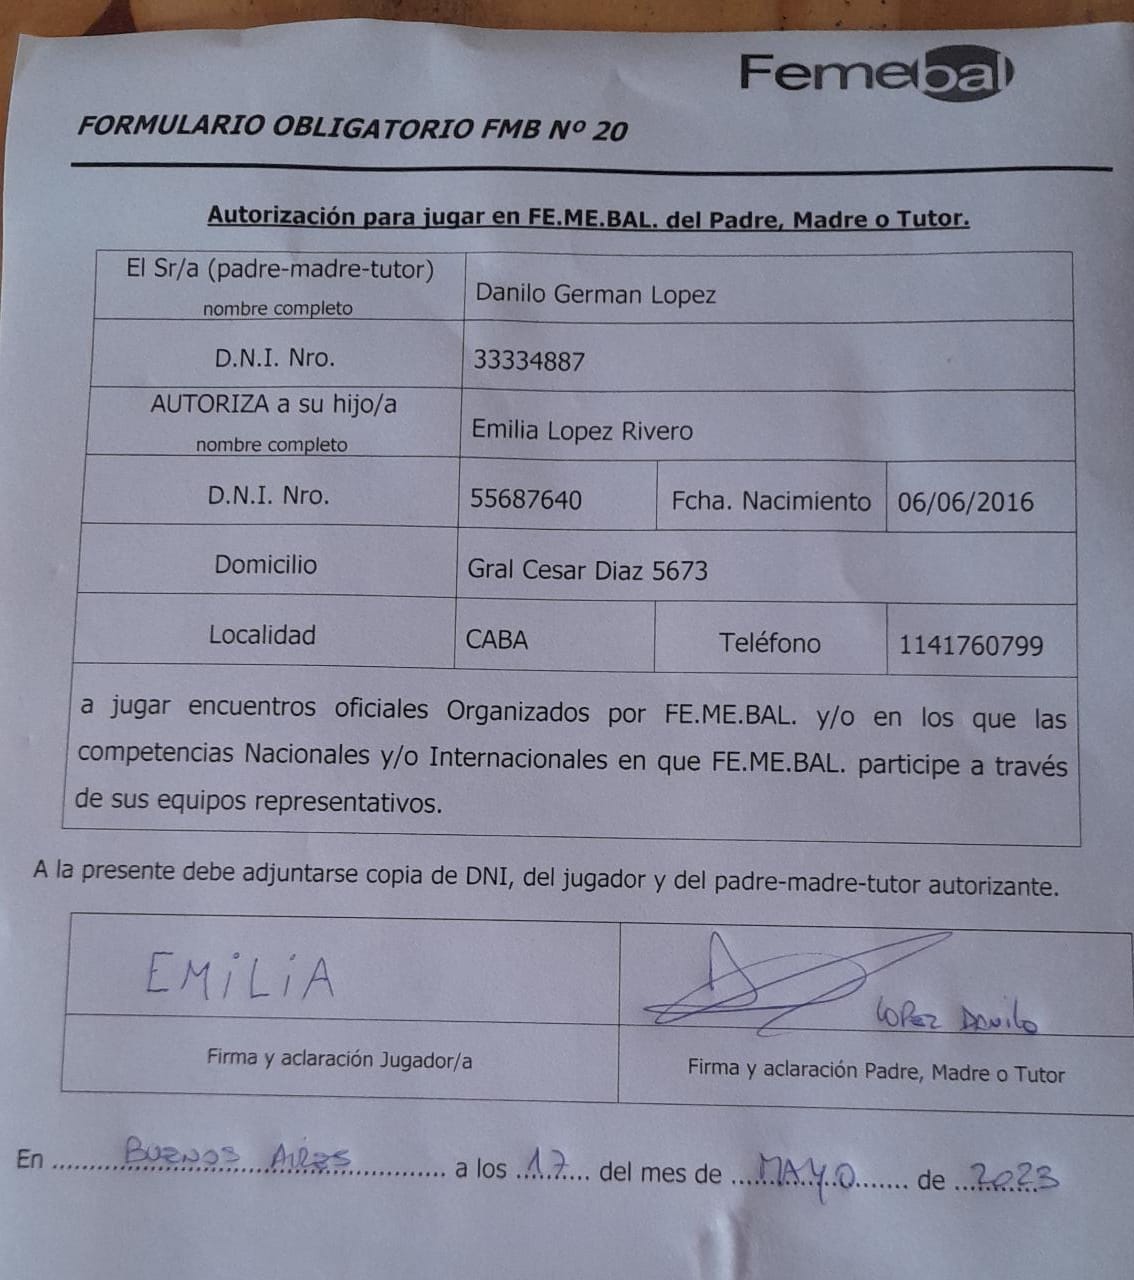 Femebal
FORMULARIO OBLIGATORIO FMB Nº 20
Autorización para jugar en FE.ME.BAL. del Padre, Madre o Tutor.
El Sr/a (padre-madre-tutor)
nombre completo
Danilo German Lopez
D.N.I. Nro.
33334887
AUTORIZA a su hijo/a
nombre completo
Emilia Lopez Rivero
D.N.I. Nro.
55687640
Fcha. Nacimiento
06/06/2016
Domicilio
Gral Cesar Diaz 5673
Localidad
CABA
Teléfono
1141760799
a jugar encuentros oficiales Organizados por FE.ME.BAL. y/o en los que las
competencias Nacionales y/o Internacionales en que FE.ME.BAL. participe a través
de sus equipos representativos.
A la presente debe adjuntarse copia de DNI, del jugador y del padre-madre-tutor autorizante.
EMiLiA
LOPEZ DANilo
Firma y aclaración Jugador/a
Firma y aclaración Padre, Madre o Tutor
En BUENOS AIRES a los 17 del mes de MAYO de 2023